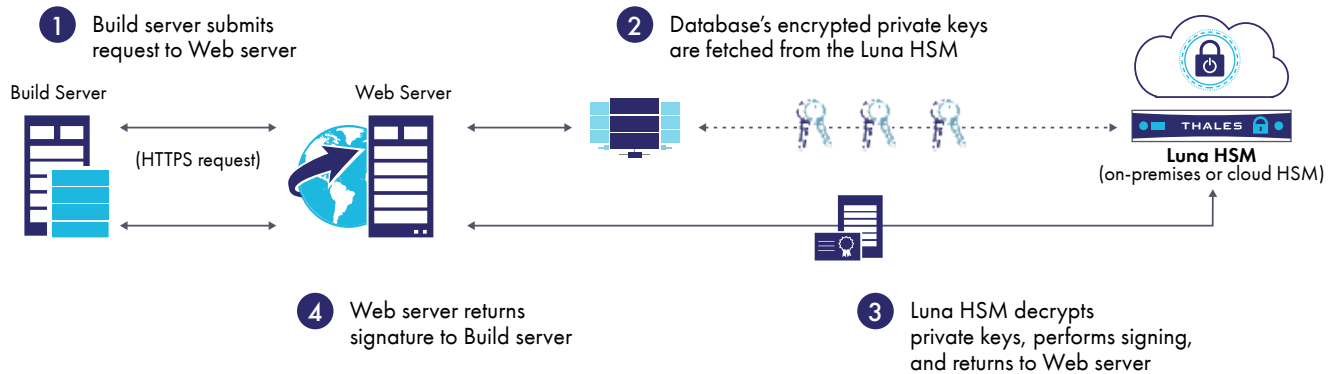 1 Build server submits
request to Web server
2 Database's encrypted private keys
are fetched from the Luna HSM
Build Server
Web Server
(HTTPS request)
THALES
Luna HSM
(on-premises or cloud HSM)
4 Web server returns
signature to Build server
3 Luna HSM decrypts
private keys, performs signing,
and returns to Web server